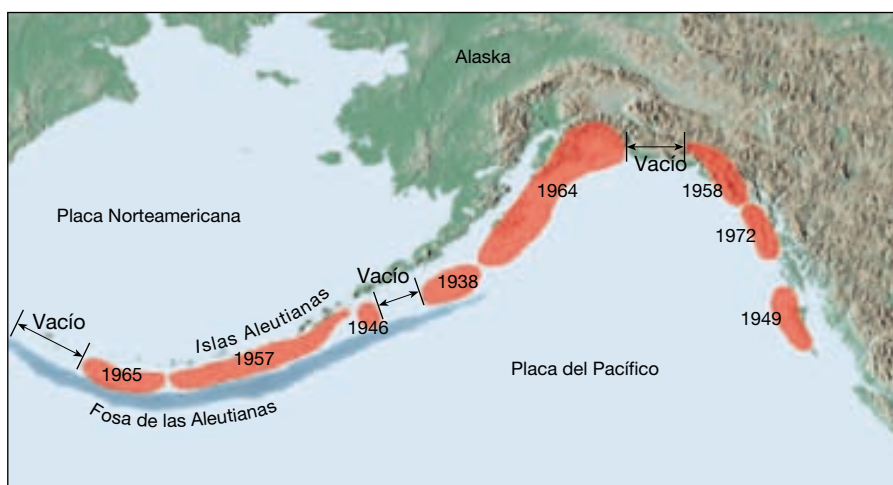 Alaska
Vacío
1964
1958
Placa Norteamericana
1972
Vacío
1938
Islas Aleutianas
Vacío
1946
1949
1957
1965
Placa del Pacífico
Fosa de las Aleutianas